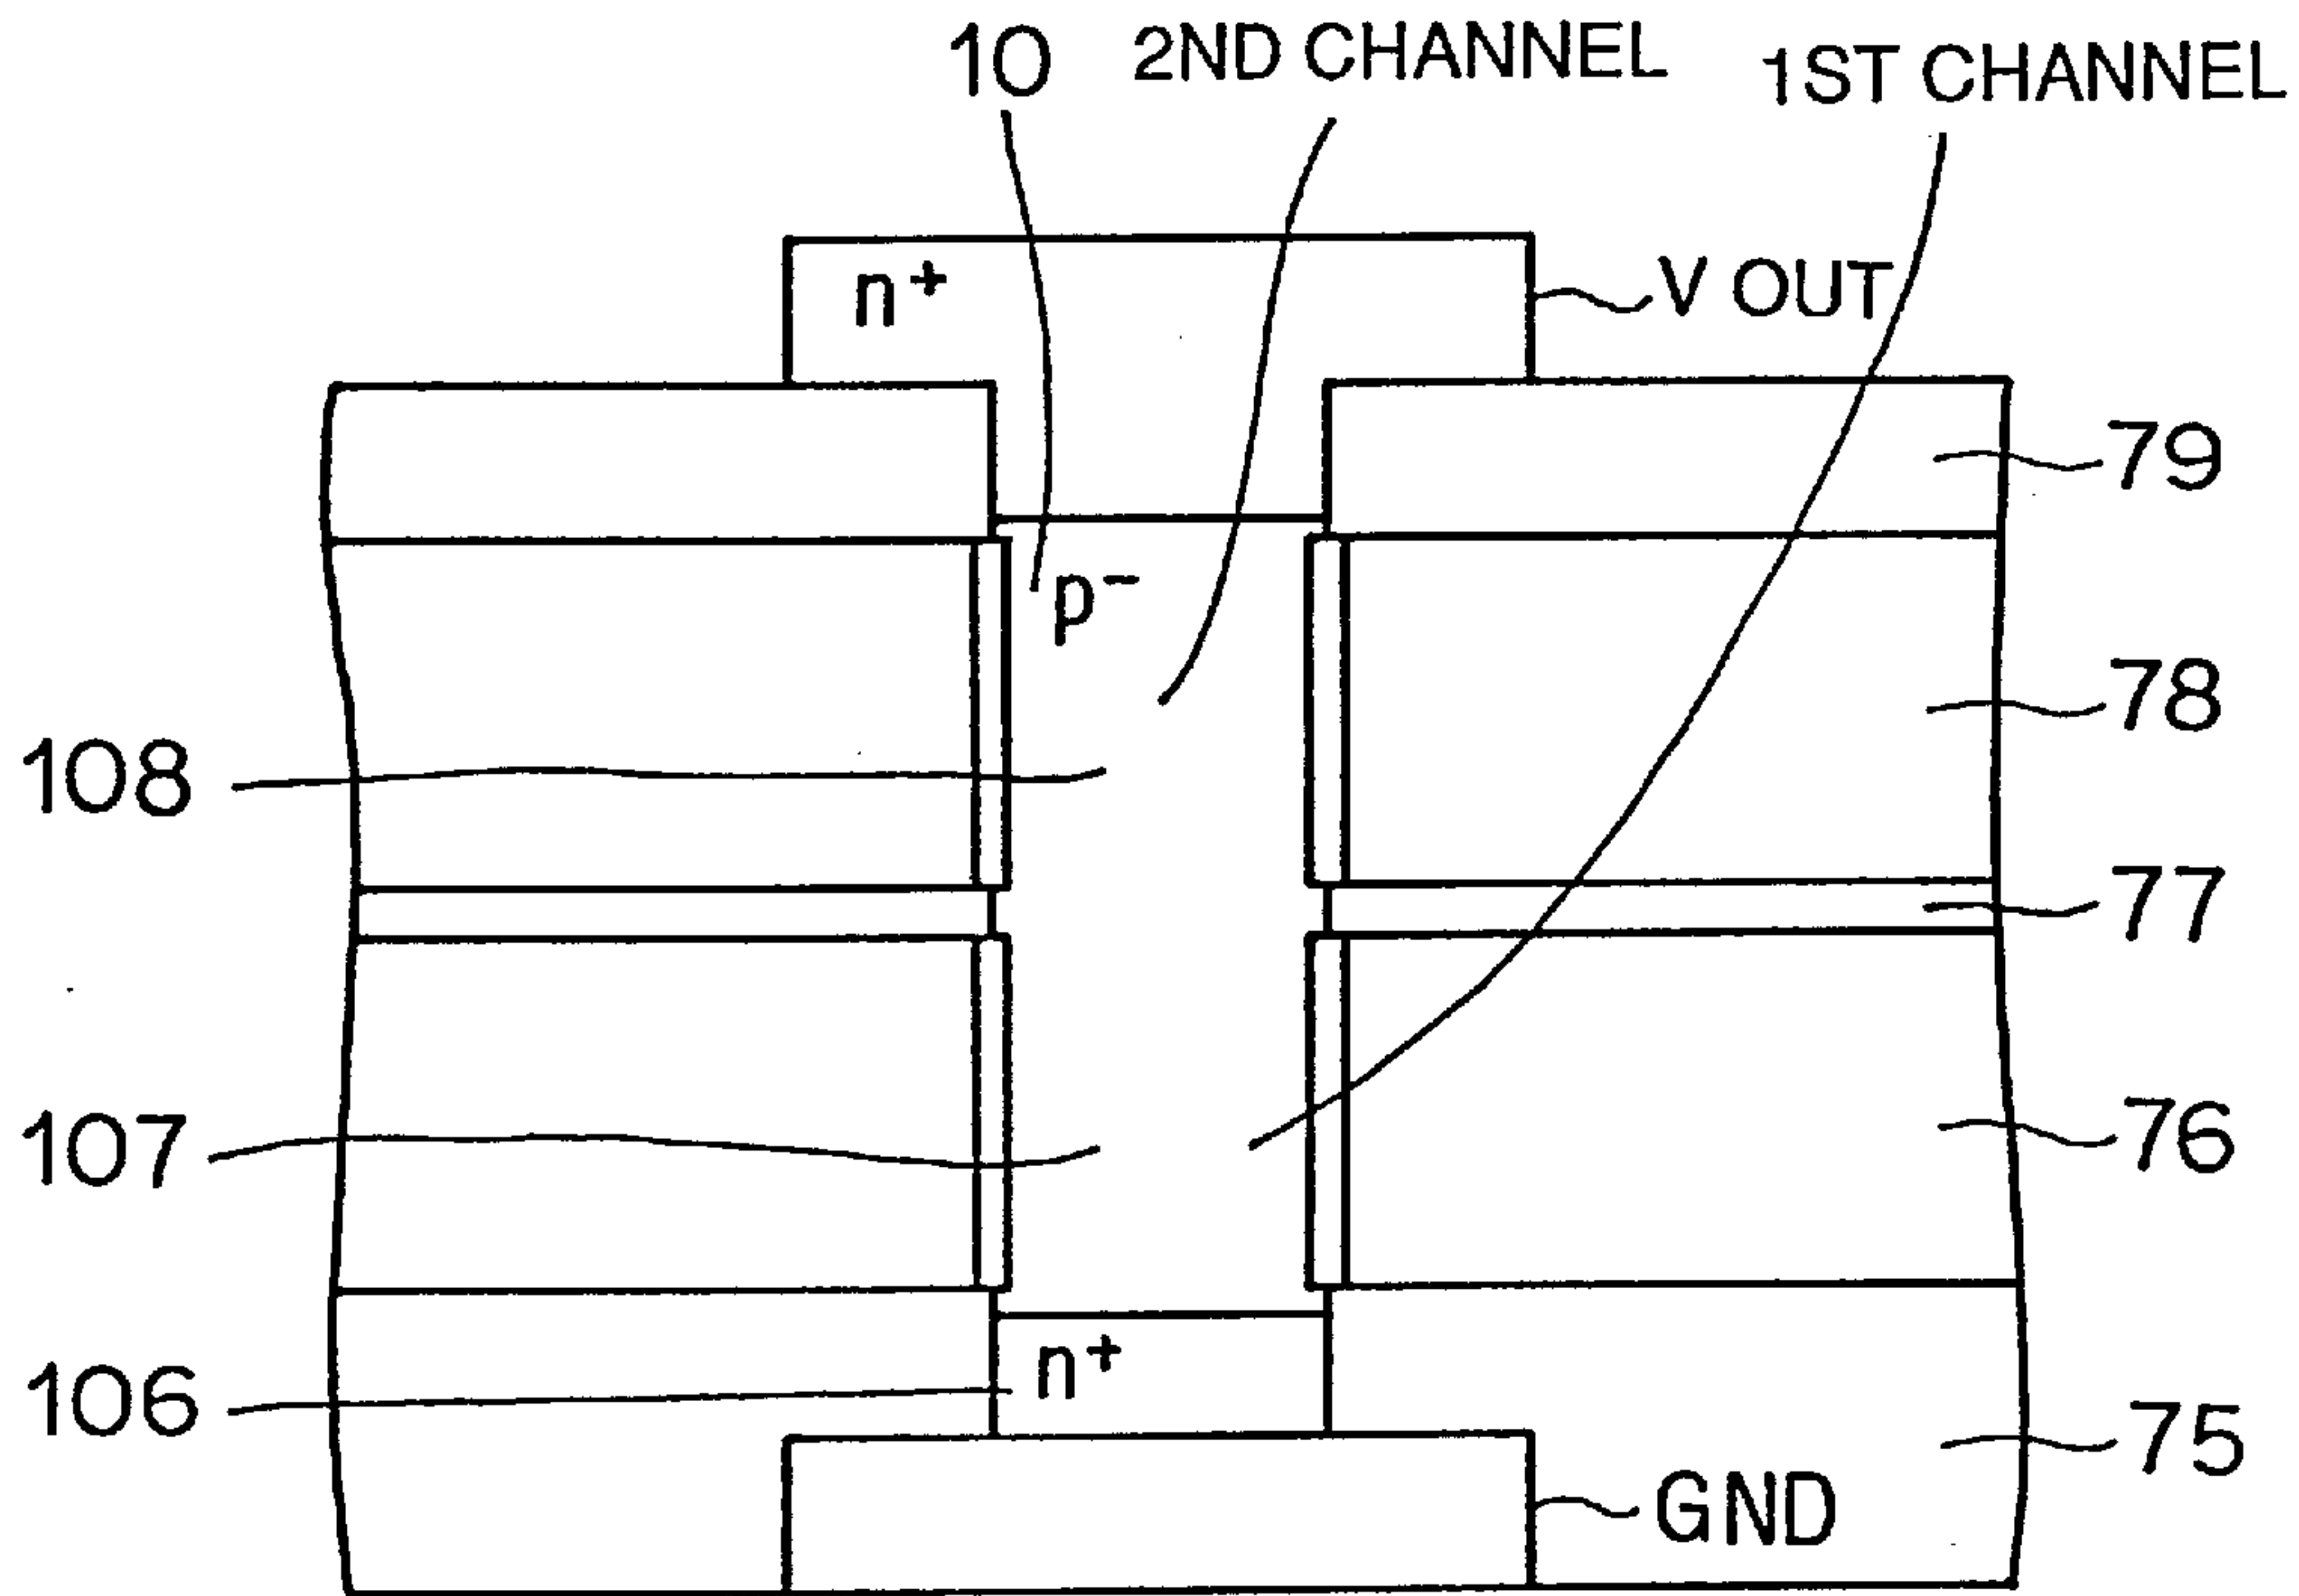 10 2ND CHANNEL 1ST CHANNEL
n+ V OUT
79
p−
78
108
77
107 76
n+
106 75
GND